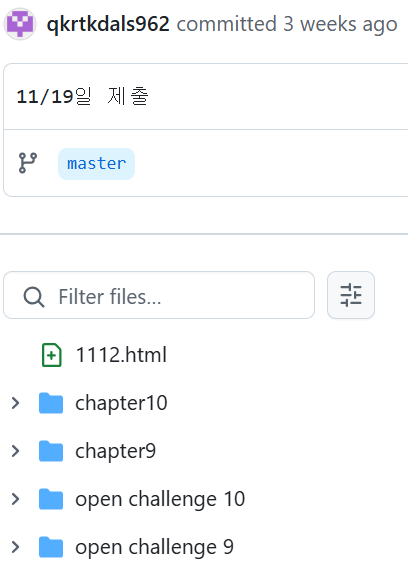 qkrtkdals962 committed 3 weeks ago
11/19일 제출
master
Filter files...
1112.html
chapter10
chapter9
open challenge 10
open challenge 9